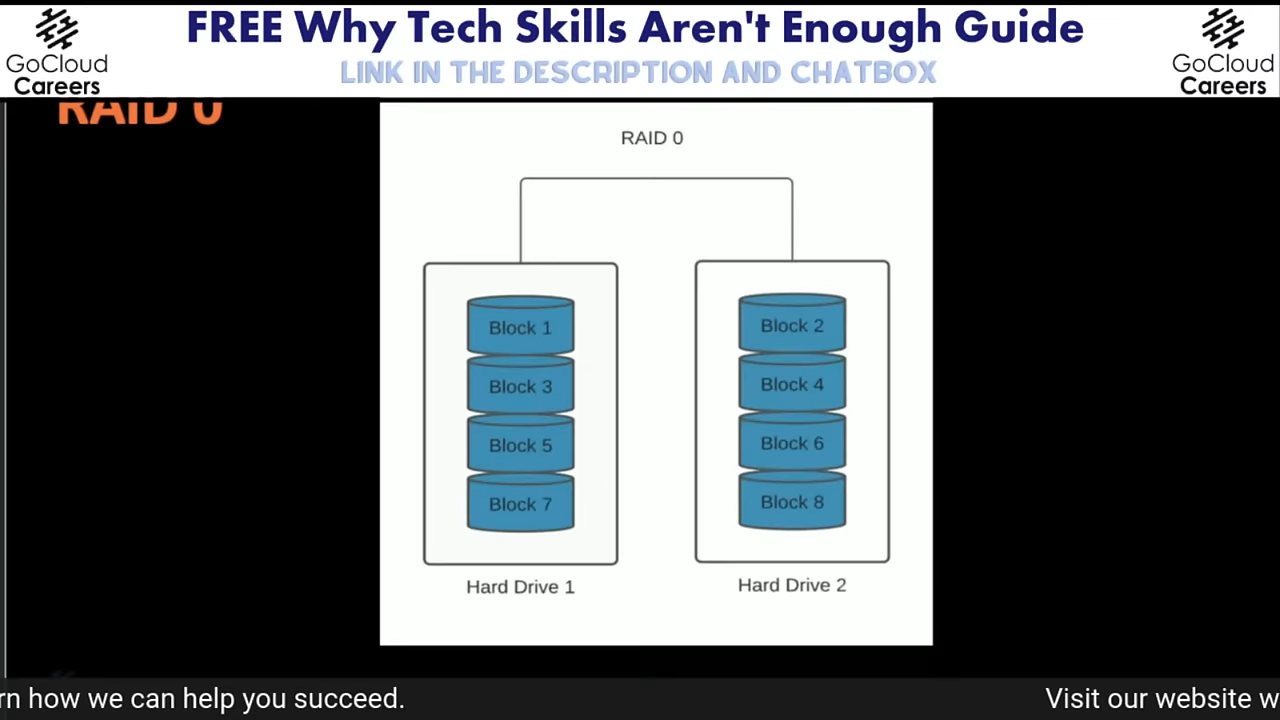 FREE Why Tech Skills Aren't Enough Guide
LINK IN THE DESCRIPTION AND CHATBOX
GoCloud
Careers
GoCloud
Careers
RAID 0
RAID 0
Block 1
Block 3
Block 5
Block 7
Hard Drive 1
Block 2
Block 4
Block 6
Block 8
Hard Drive 2
rn how we can help you succeed.
Visit our website w